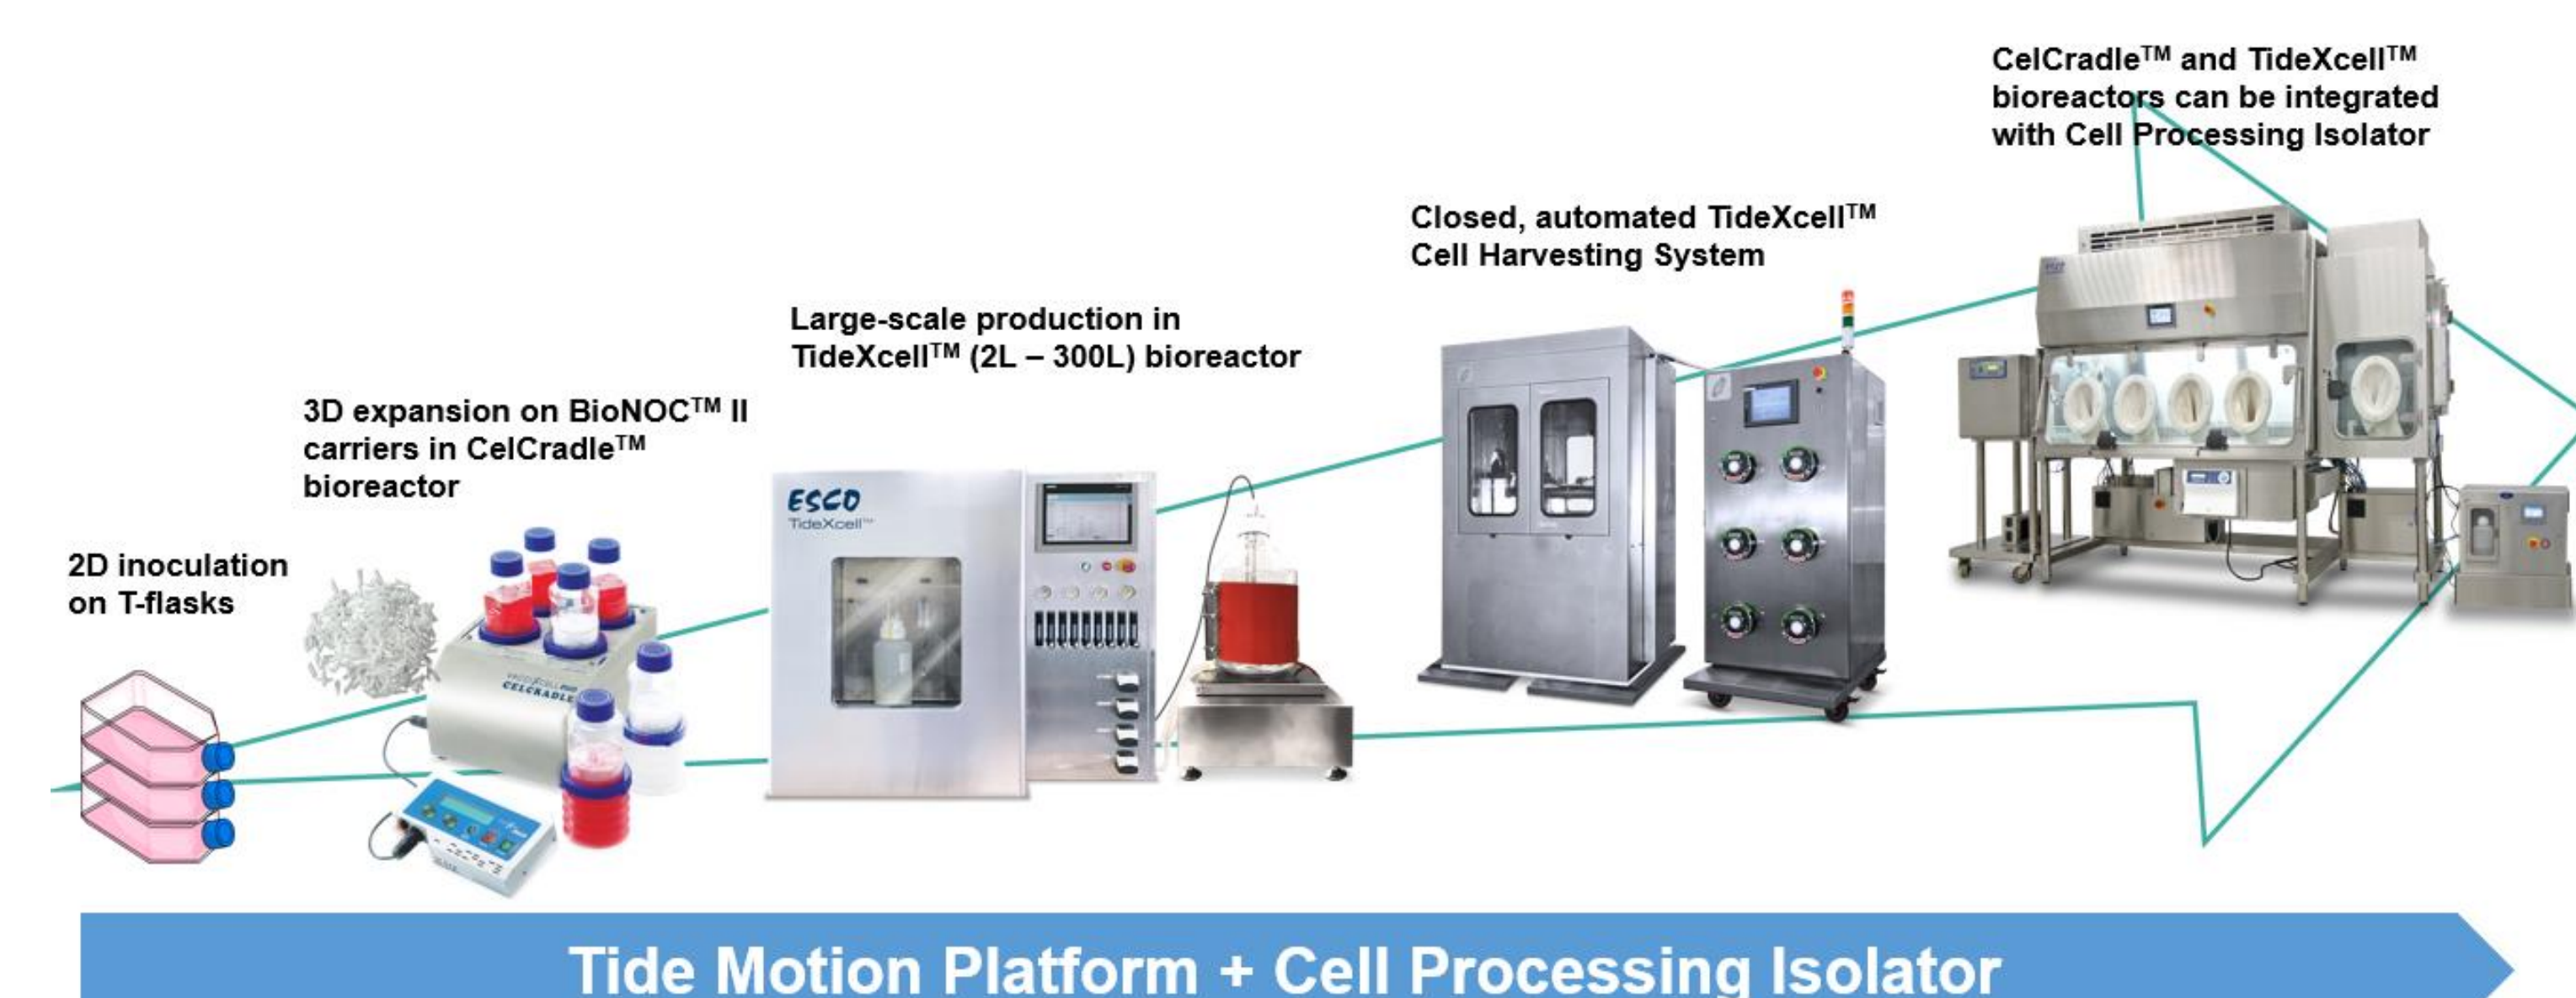 CelCradle™ and TideXcell™
bioreactors can be integrated
with Cell Processing Isolator
Closed, automated TideXcell™
Cell Harvesting System
Large-scale production in
TideXcell™ (2L – 300L) bioreactor
3D expansion on BioNOC™ II
carriers in CelCradle™
bioreactor
2D inoculation
on T-flasks
ESCO
TideXcell™
CELCRADLE
Tide Motion Platform + Cell Processing Isolator